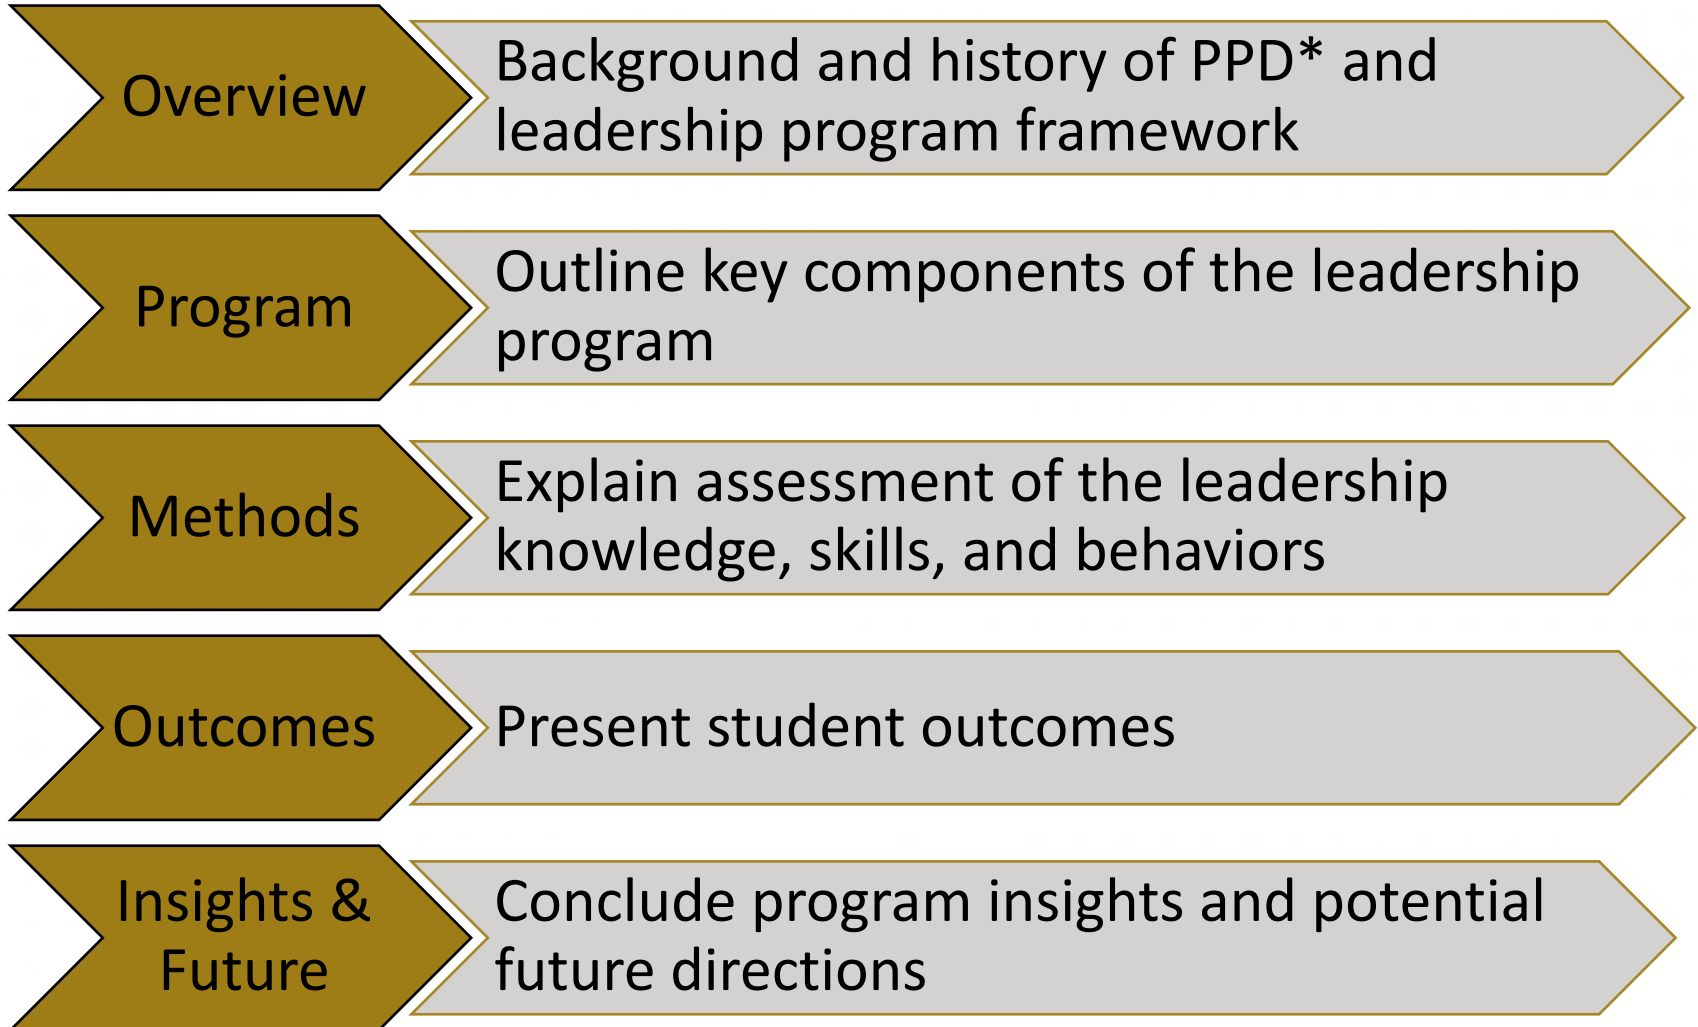 Overview
Background and history of PPD* and
leadership program framework
Program
Outline key components of the leadership
program
Methods
Explain assessment of the leadership
knowledge, skills, and behaviors
Outcomes
Present student outcomes
Insights &
Future
Conclude program insights and potential
future directions